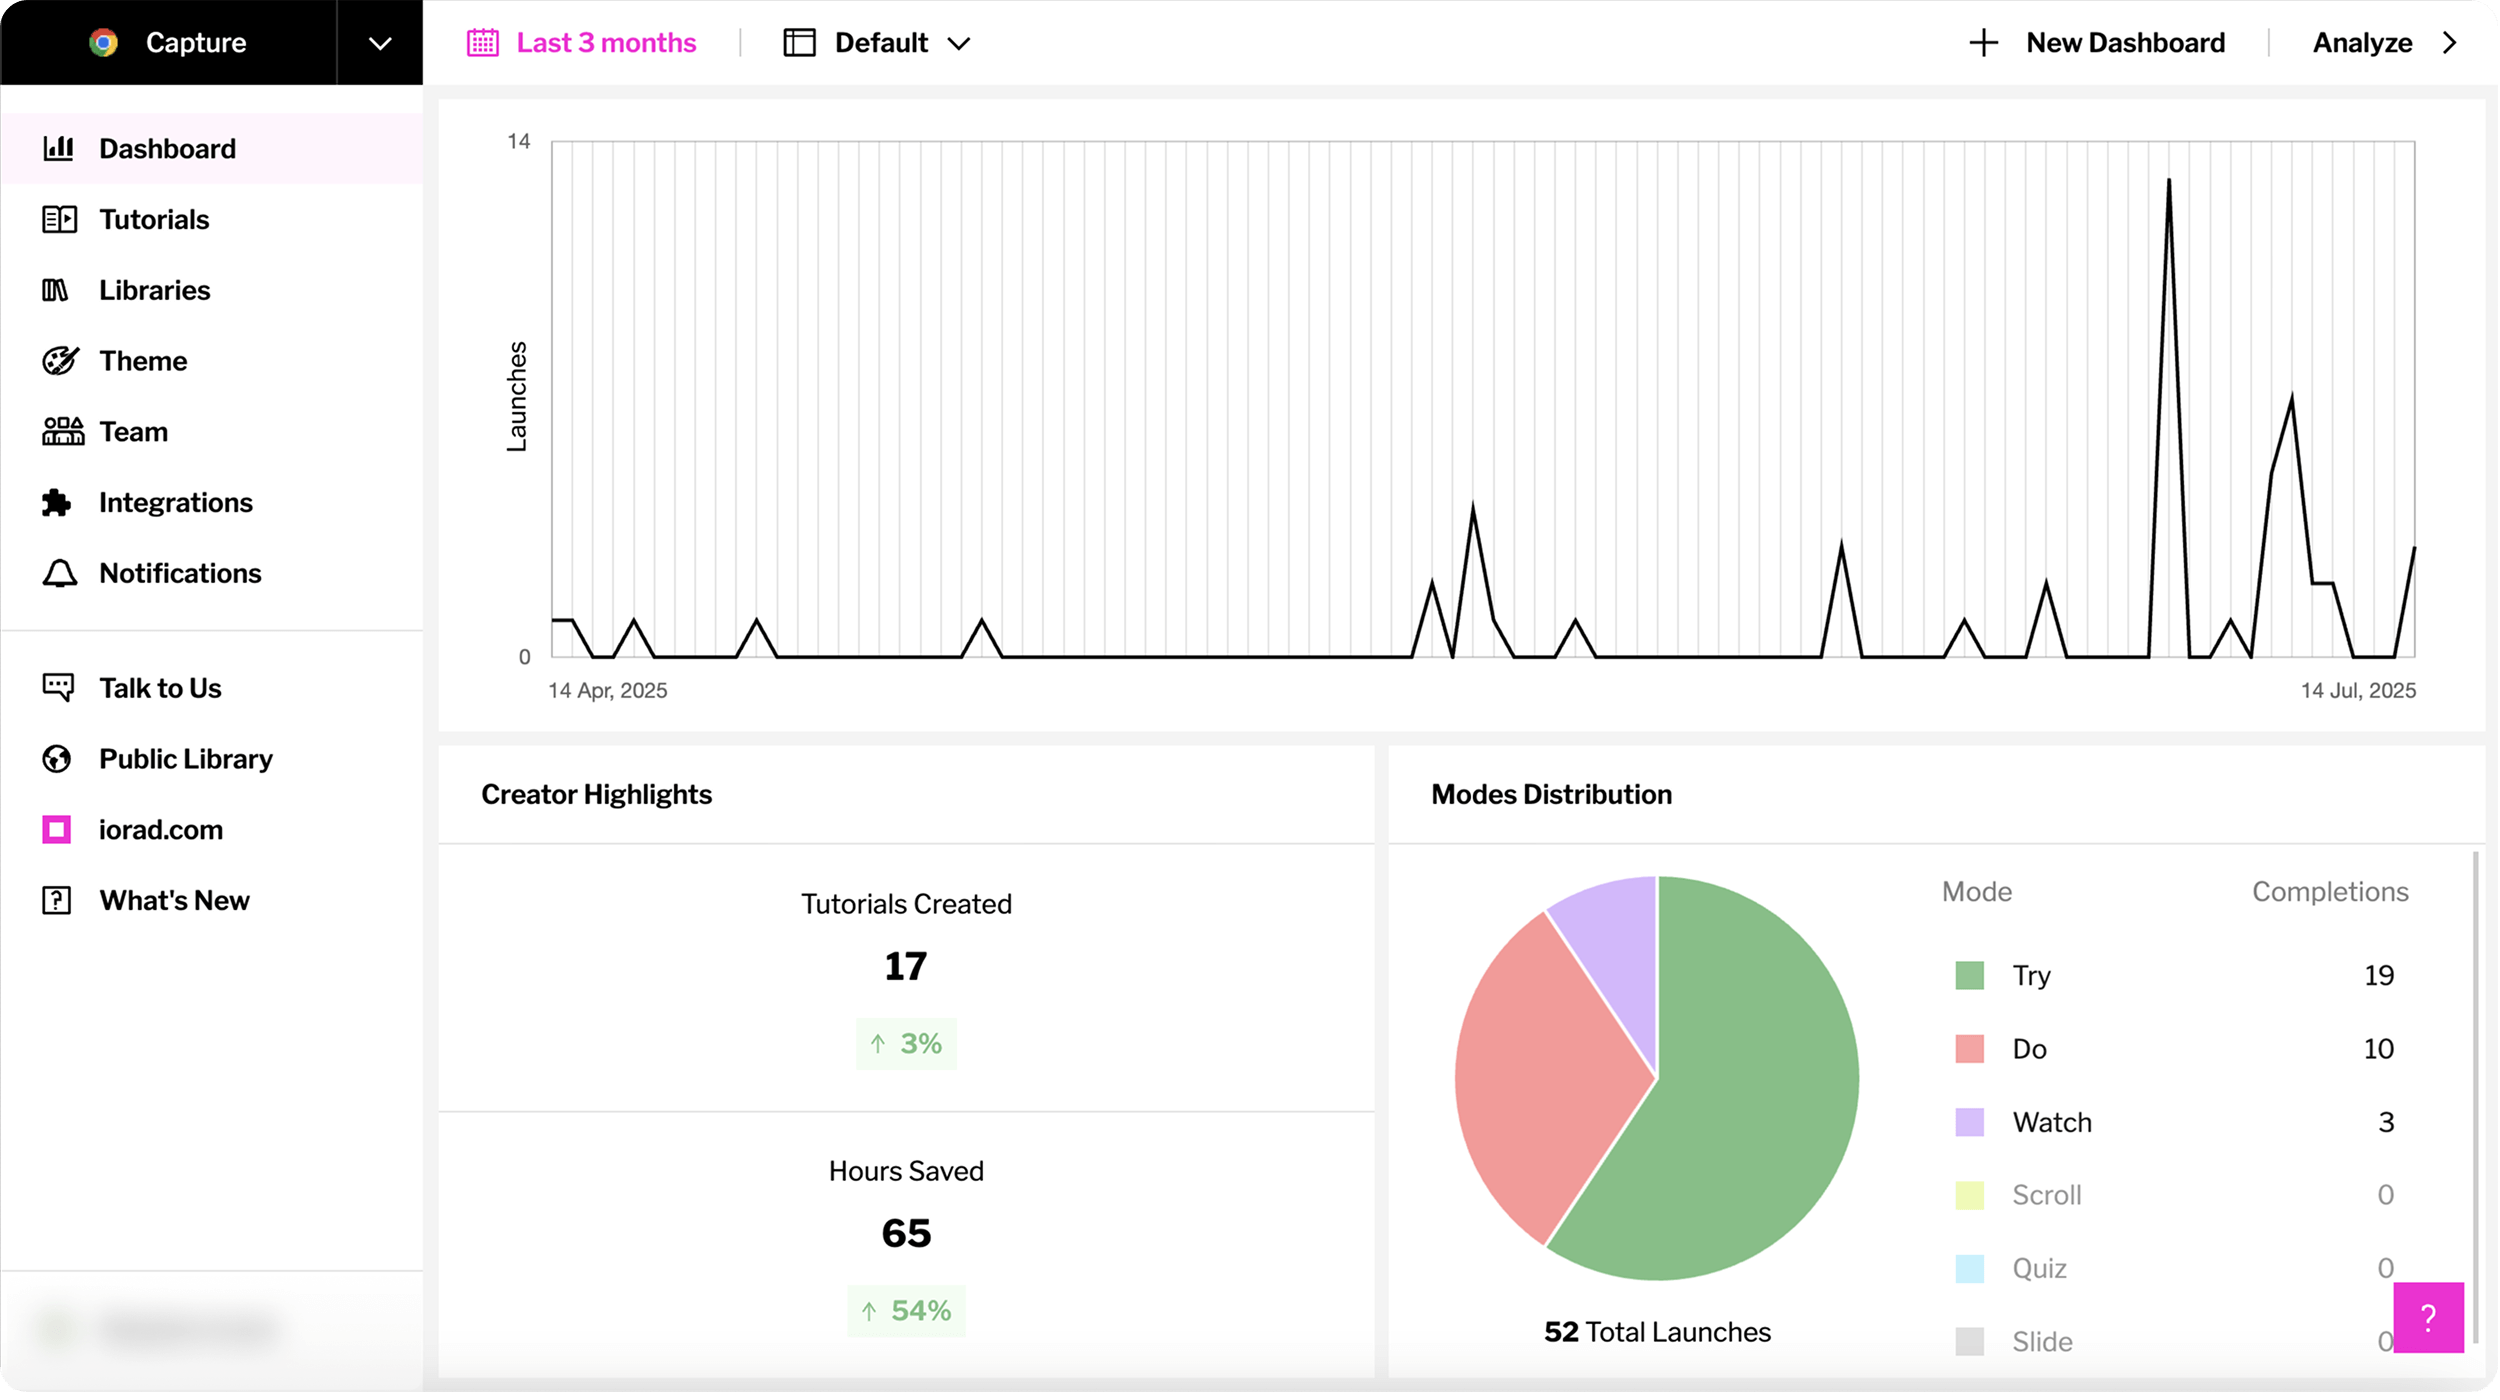 Capture
Last 3 months
Default
New Dashboard
Analyze
Dashboard
Tutorials
Libraries
Theme
Team
Integrations
Notifications
Talk to Us
Public Library
iorad.com
What's New
14
Launches
0
14 Apr, 2025
14 Jul, 2025
Creator Highlights
Tutorials Created
17
↑ 3%
Hours Saved
65
↑ 54%
Modes Distribution
52 Total Launches
Mode Completions
Try 19
Do 10
Watch 3
Scroll 0
Quiz 0
Slide 0
?